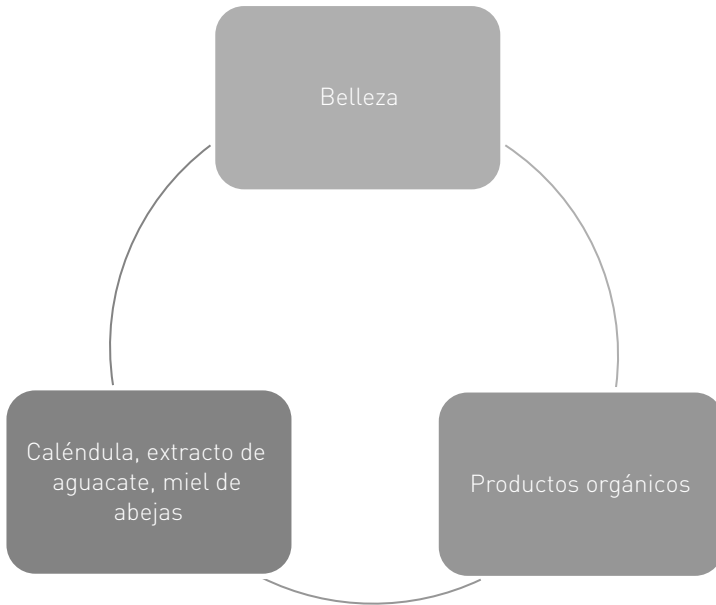 Belleza
Caléndula, extracto de
aguacate, miel de
abejas
Productos orgánicos